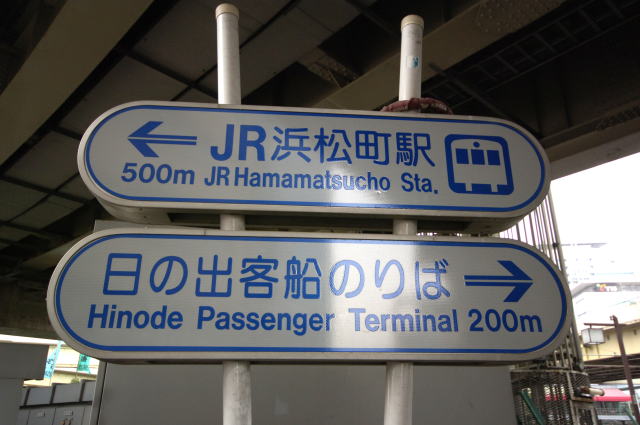 JR浜松町駅
500m JR Hamamatsucho Sta.
日の出客船のりば
Hinode Passenger Terminal 200m